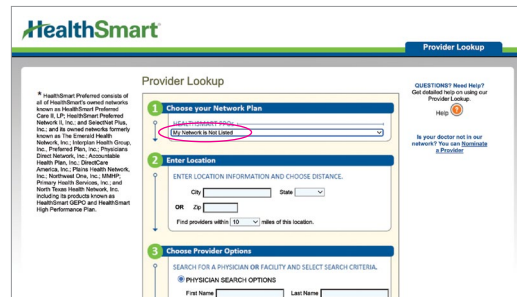 HealthSmart
Provider Lookup
* HealthSmart Preferred consists of
all of HealthSmart's owned networks
known as HealthSmart Preferred
Care II, LP; HealthSmart Preferred
Network II, Inc.; and SelectNet Plus,
Inc.; and its owned networks formerly
known as The Emerald Health
Network, Inc.; Interplan Health Group,
Inc., Preferred Plan, Inc.; Physicians
Direct Network, Inc.; Accountable
Health Plan, Inc.; DirectCare
America, Inc.; Plains Health Network,
Inc.; Northwest One, Inc.; MMHP;
Primary Health Services, Inc.; and
North Texas Health Network, Inc.
Including its products known as
HealthSmart GEPO and HealthSmart
High Performance Plan.
Provider Lookup
1 Choose your Network Plan
HEALTHSMART PPOs
My Network is Not Listed
2 Enter Location
ENTER LOCATION INFORMATION AND CHOOSE DISTANCE.
City State
OR Zip
Find providers within 10 miles of this location.
3 Choose Provider Options
SEARCH FOR A PHYSICIAN OR FACILITY AND SELECT SEARCH CRITERIA.
PHYSICIAN SEARCH OPTIONS
First Name Last Name
QUESTIONS? Need Help?
Get detailed help on using our
Provider Lookup.
Help ?
Is your doctor not in our
network? You can Nominate
a Provider